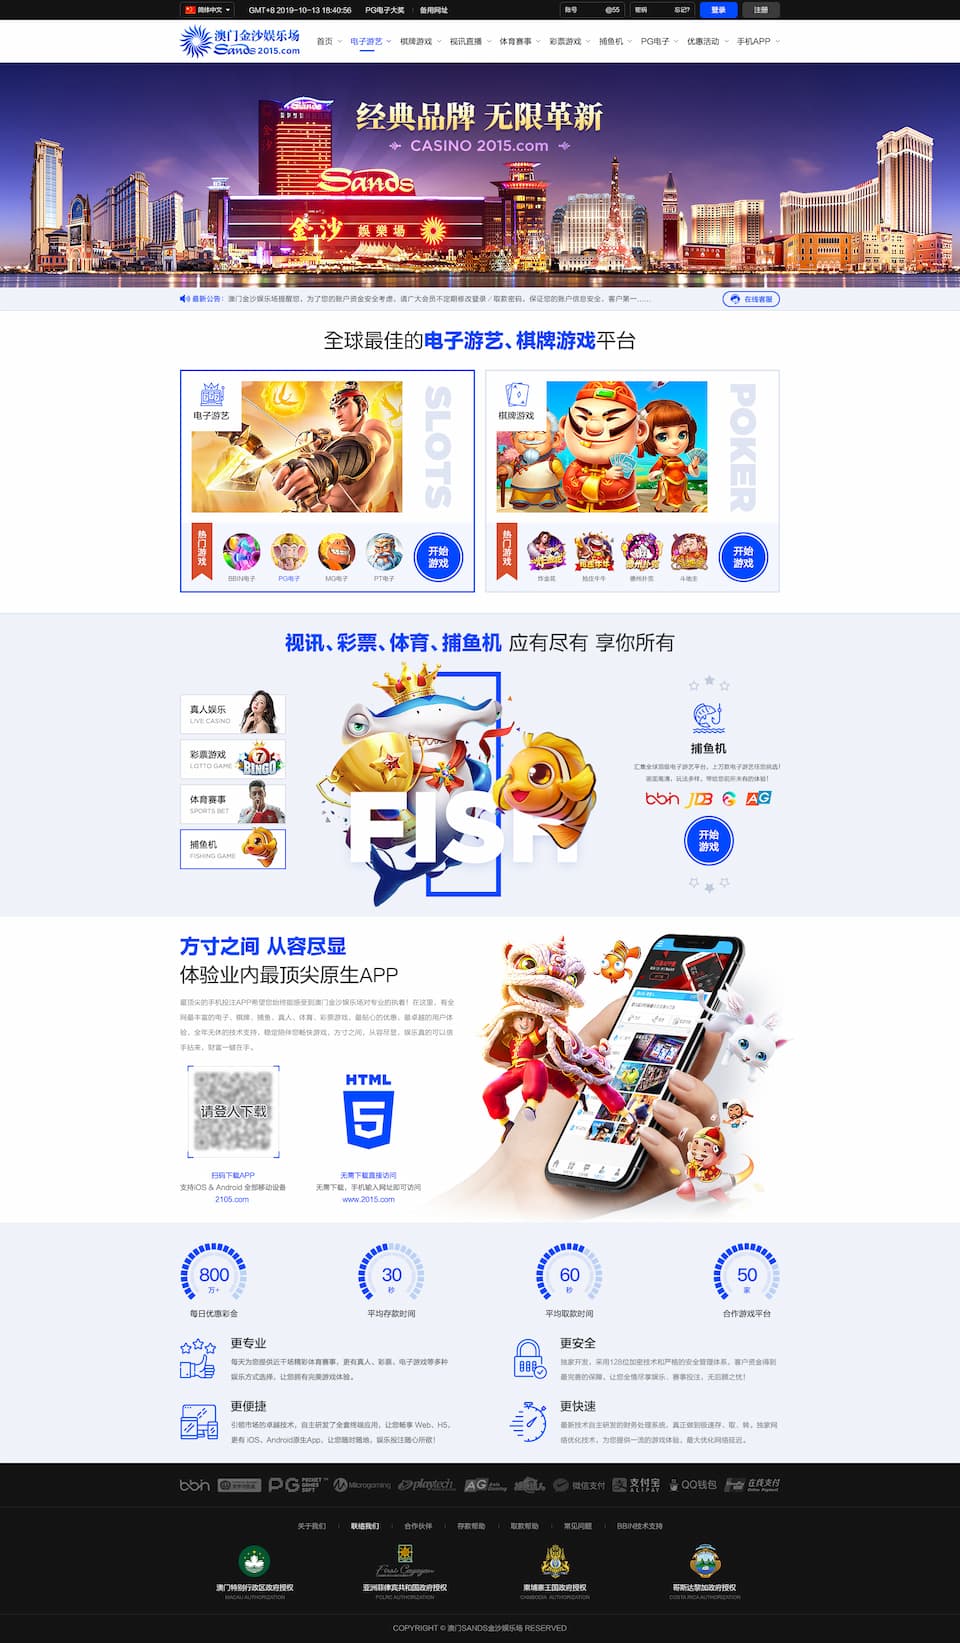 简体中文
GMT+8 2019-10-13 18:40:56
PG电子大奖
备用网址
账号
@55
密码
忘记?
登录
注册
澳门金沙娱乐场
Sands 2015.com
首页
电子游艺
棋牌游戏
视讯直播
体育赛事
彩票游戏
捕鱼机
PG电子
优惠活动
手机APP
经典品牌 无限革新
CASINO 2015.com
Sands
Sands
金沙 娱樂場
最新公告：澳门金沙娱乐场提醒您，为了您的账户资金安全考虑，请广大会员不定期修改登录／取款密码，保证您的账户信息安全，客户第一……
在线客服
全球最佳的电子游艺、棋牌游戏平台
电子游艺
SLOTS
热门游戏
BBIN电子
PG电子
MG电子
PT电子
开始游戏
棋牌游戏
POKER
热门游戏
炸金花
抢庄牛牛
德州扑克
斗地主
开始游戏
视讯、彩票、体育、捕鱼机 应有尽有 享你所有
真人娱乐
LIVE CASINO
彩票游戏
LOTTO GAME
7
BINGO
体育赛事
SPORTS BET
捕鱼机
FISHING GAME
FISH
捕鱼机
汇集全球顶级电子游艺平台，上万款电子游艺任您挑选！
画面高清，玩法多样，带给您前所未有的体验！
bbin JDB AG
开始游戏
方寸之间 从容尽显
体验业内最顶尖原生APP
最顶尖的手机投注APP希望您始终能感受到澳门金沙娱乐场对专业的执着！在这里，有全
网最丰富的电子、棋牌、捕鱼、真人、体育、彩票游戏，最贴心的优惠，最卓越的用户体
验，全年无休的技术支持，稳定陪伴您畅快游戏，方寸之间，从容尽显，娱乐真的可以信
手拈来，财富一键在手。
请登入下载
扫码下载APP
支持iOS & Android 全部移动设备
2105.com
HTML
5
无需下载直接访问
无需下载，手机输入网址即可访问
www.2015.com
800
万+
每日优惠彩金
30
秒
平均存款时间
60
秒
平均取款时间
50
家
合作游戏平台
更专业
每天为您提供近千场精彩体育赛事，更有真人、彩票、电子游戏等多种
娱乐方式选择，让您拥有完美游戏体验。
更安全
独家开发，采用128位加密技术和严格的安全管理体系，客户资金得到
最完善的保障，让您全情尽享娱乐、赛事投注，无后顾之忧！
更便捷
引领市场的卓越技术，自主研发了全套终端应用，让您畅享 Web、H5，
更有 iOS、Android原生App，让您随时随地，娱乐投注随心所欲！
更快速
最新技术自主研发的财务处理系统，真正做到极速存、取、转，独家网
络优化技术，为您提供一流的游戏体验，最大优化网络延迟。
bbin
PG POCKET GAMES SOFT
Microgaming
playtech
AG
微信支付
支付宝 ALIPAY
QQ钱包
在线支付 Online Payment
关于我们
联络我们
合作伙伴
存款帮助
取款帮助
常见问题
BBIN技术支持
澳门特别行政区政府授权
MACAU AUTHORIZATION
First Cagayan
亚洲菲律宾共和国政府授权
POLRC AUTHORIZATION
柬埔寨王国政府授权
CAMBODIA AUTHORIZATION
哥斯达黎加政府授权
COSTA RICA AUTHORIZATION
COPYRIGHT © 澳门SANDS金沙娱乐场 RESERVED